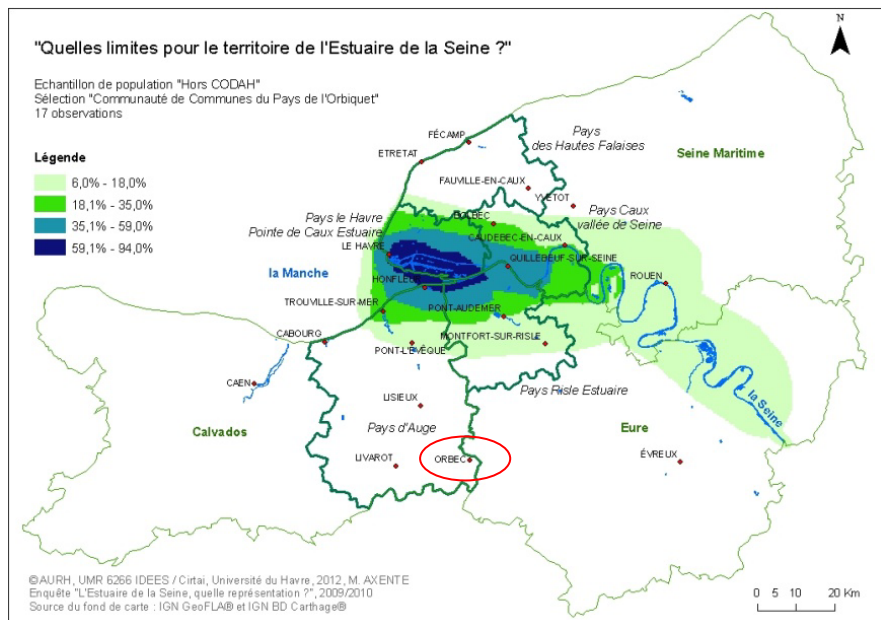 "Quelles limites pour le territoire de l'Estuaire de la Seine ?"
Echantillon de population "Hors CODAH"
Sélection "Communauté de Communes du Pays de l'Orbiquet"
17 observations
Légende
6,0% - 18,0%
18,1% - 35,0%
35,1% - 59,0%
59,1% - 94,0%
N
FÉCAMP
Pays
des Hautes Falaises
ETRETAT
Seine Maritime
FAUVILLE-EN-CAUX
YVETOT
Pays le Havre
Pointe de Caux Estuaire
BOLBEC
Pays Caux
vallée de Seine
LE HAVRE
CAUDEBEC-EN-CAUX
QUILLEBEUF-SUR-SEINE
la Manche
HONFLEUR
ROUEN
TROUVILLE-SUR-MER
PONT-AUDEMER
CABOURG
PONT-L'EVÊQUE
MONTFORT-SUR-RISLE
CAEN
Pays Risle Estuaire
la Seine
LISIEUX
Calvados
Pays d'Auge
Eure
LIVAROT
ORBEC
ÉVREUX
©AURH, UMR 6266 IDEES / Cirtai, Université du Havre, 2012, M. AXENTE
Enquête "L'Estuaire de la Seine, quelle représentation ?", 2009/2010
Source du fond de carte : IGN GeoFLA® et IGN BD Carthage®
0 5 10 20 Km